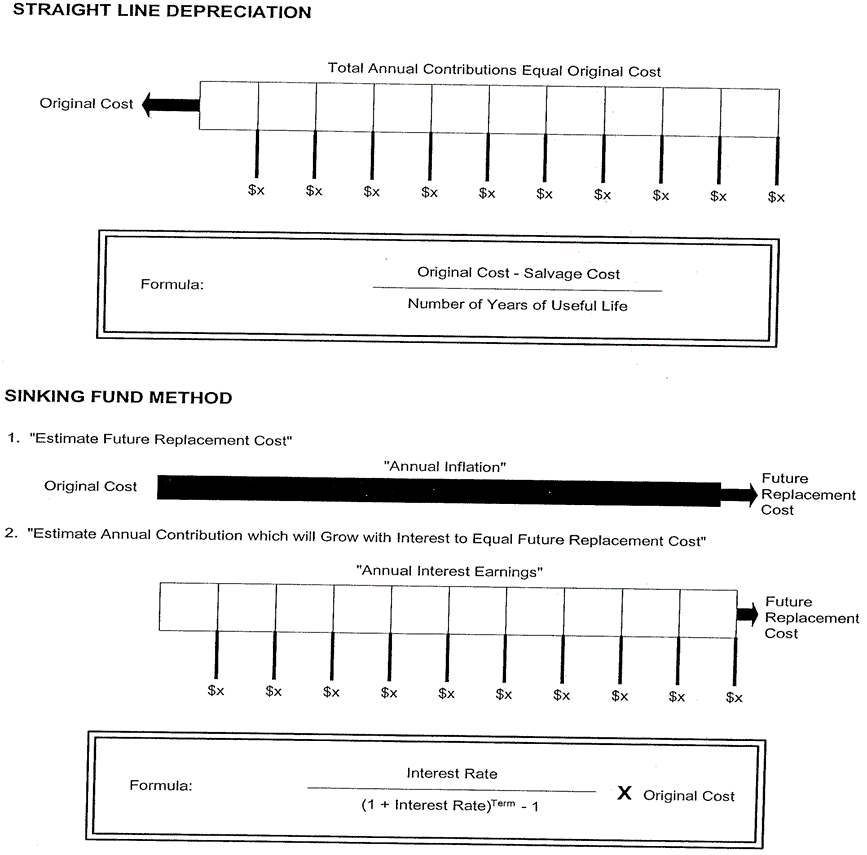 STRAIGHT LINE DEPRECIATION
Total Annual Contributions Equal Original Cost
Original Cost
$x $x $x $x $x $x $x $x $x $x
Formula:
Original Cost - Salvage Cost
Number of Years of Useful Life
SINKING FUND METHOD
1. "Estimate Future Replacement Cost"
"Annual Inflation"
Original Cost
Future
Replacement
Cost
2. "Estimate Annual Contribution which will Grow with Interest to Equal Future Replacement Cost"
"Annual Interest Earnings"
Future
Replacement
Cost
$x $x $x $x $x $x $x $x $x $x
Formula:
Interest Rate
(1 + Interest Rate)^Term - 1
X Original Cost